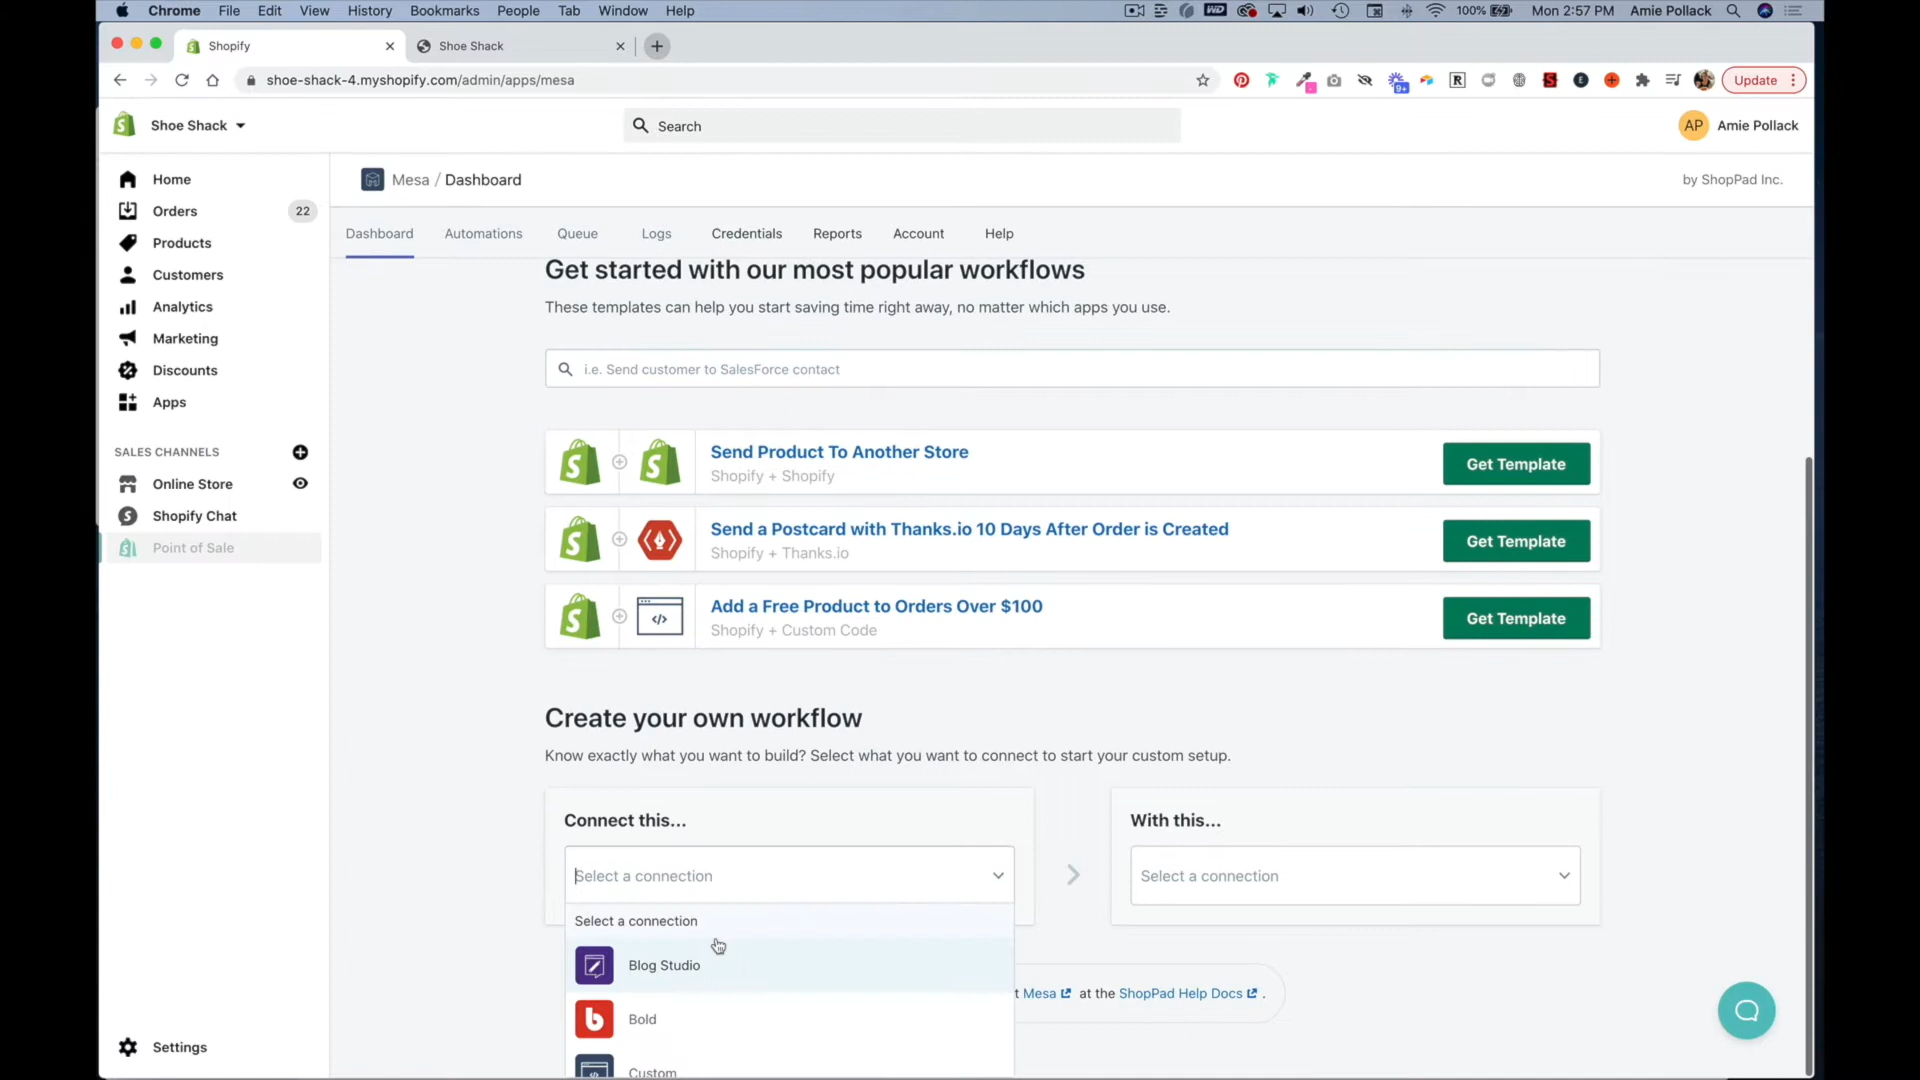 Chrome File Edit View History Bookmarks People Tab Window Help
100% Mon 2:57 PM Amie Pollack
Shopify
Shoe Shack
shoe-shack-4.myshopify.com/admin/apps/mesa
Update
Shoe Shack
Search
AP Amie Pollack
Home
Orders 22
Products
Customers
Analytics
Marketing
Discounts
Apps
SALES CHANNELS
Online Store
Shopify Chat
Point of Sale
Settings
Mesa / Dashboard
by ShopPad Inc.
Dashboard Automations Queue Logs Credentials Reports Account Help
Get started with our most popular workflows
These templates can help you start saving time right away, no matter which apps you use.
i.e. Send customer to SalesForce contact
Send Product To Another Store
Shopify + Shopify
Get Template
Send a Postcard with Thanks.io 10 Days After Order is Created
Shopify + Thanks.io
Get Template
Add a Free Product to Orders Over $100
Shopify + Custom Code
Get Template
Create your own workflow
Know exactly what you want to build? Select what you want to connect to start your custom setup.
Connect this...
Select a connection
Select a connection
Blog Studio
Bold
Custom
With this...
Select a connection
t Mesa at the ShopPad Help Docs .